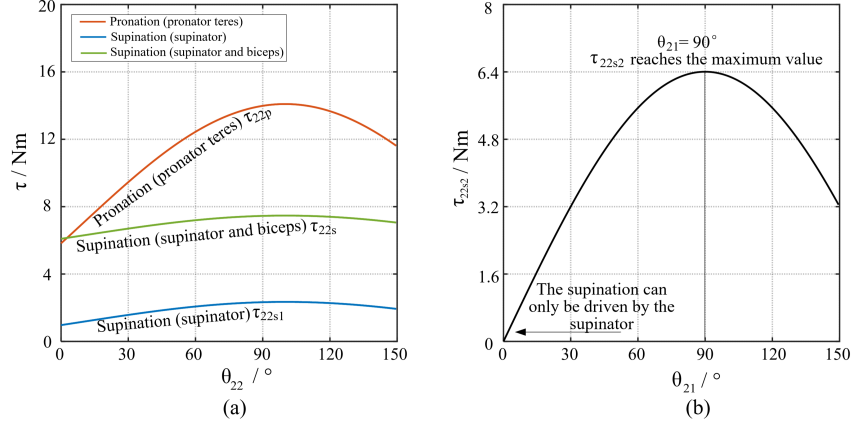 20
16
12
8
4
0
τ / Nm
Pronation (pronator teres)
Supination (supinator)
Supination (supinator and biceps)
Pronation (pronator teres) τ22p
Supination (supinator and biceps) τ22s
Supination (supinator) τ22s1
0
30
60
90
120
150
θ22 / °
(a)
8
6.4
4.8
3.2
1.6
0
τ22s2 / Nm
θ21= 90°
τ22s2 reaches the maximum value
The supination can
only be driven by the
supinator
0
30
60
90
120
150
θ21 / °
(b)